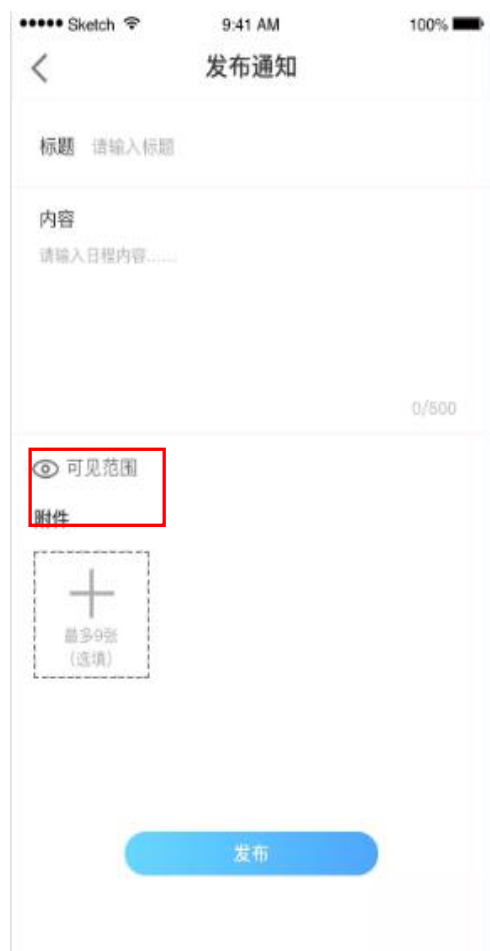 Sketch 9:41 AM 100%
发布通知
标题 请输入标题
内容
请输入日程内容......
0/500
可见范围
附件
最多9张
(选填)
发布